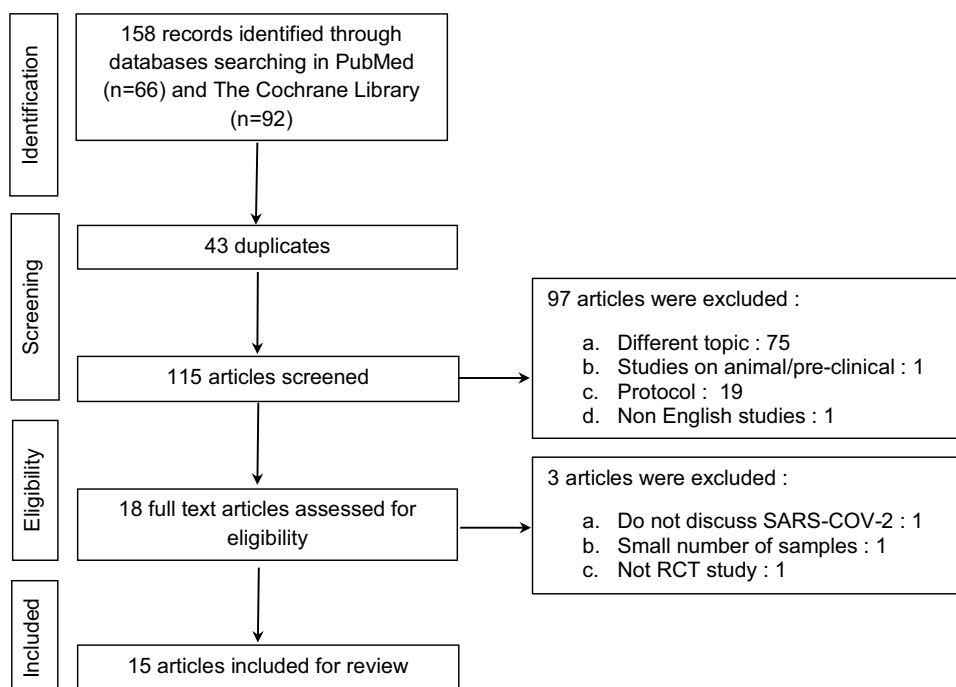 Identification
158 records identified through
databases searching in PubMed
(n=66) and The Cochrane Library
(n=92)
Screening
43 duplicates
115 articles screened
97 articles were excluded :
a. Different topic : 75
b. Studies on animal/pre-clinical : 1
c. Protocol : 19
d. Non English studies : 1
Eligibility
18 full text articles assessed for
eligibility
3 articles were excluded :
a. Do not discuss SARS-COV-2 : 1
b. Small number of samples : 1
c. Not RCT study : 1
Included
15 articles included for review